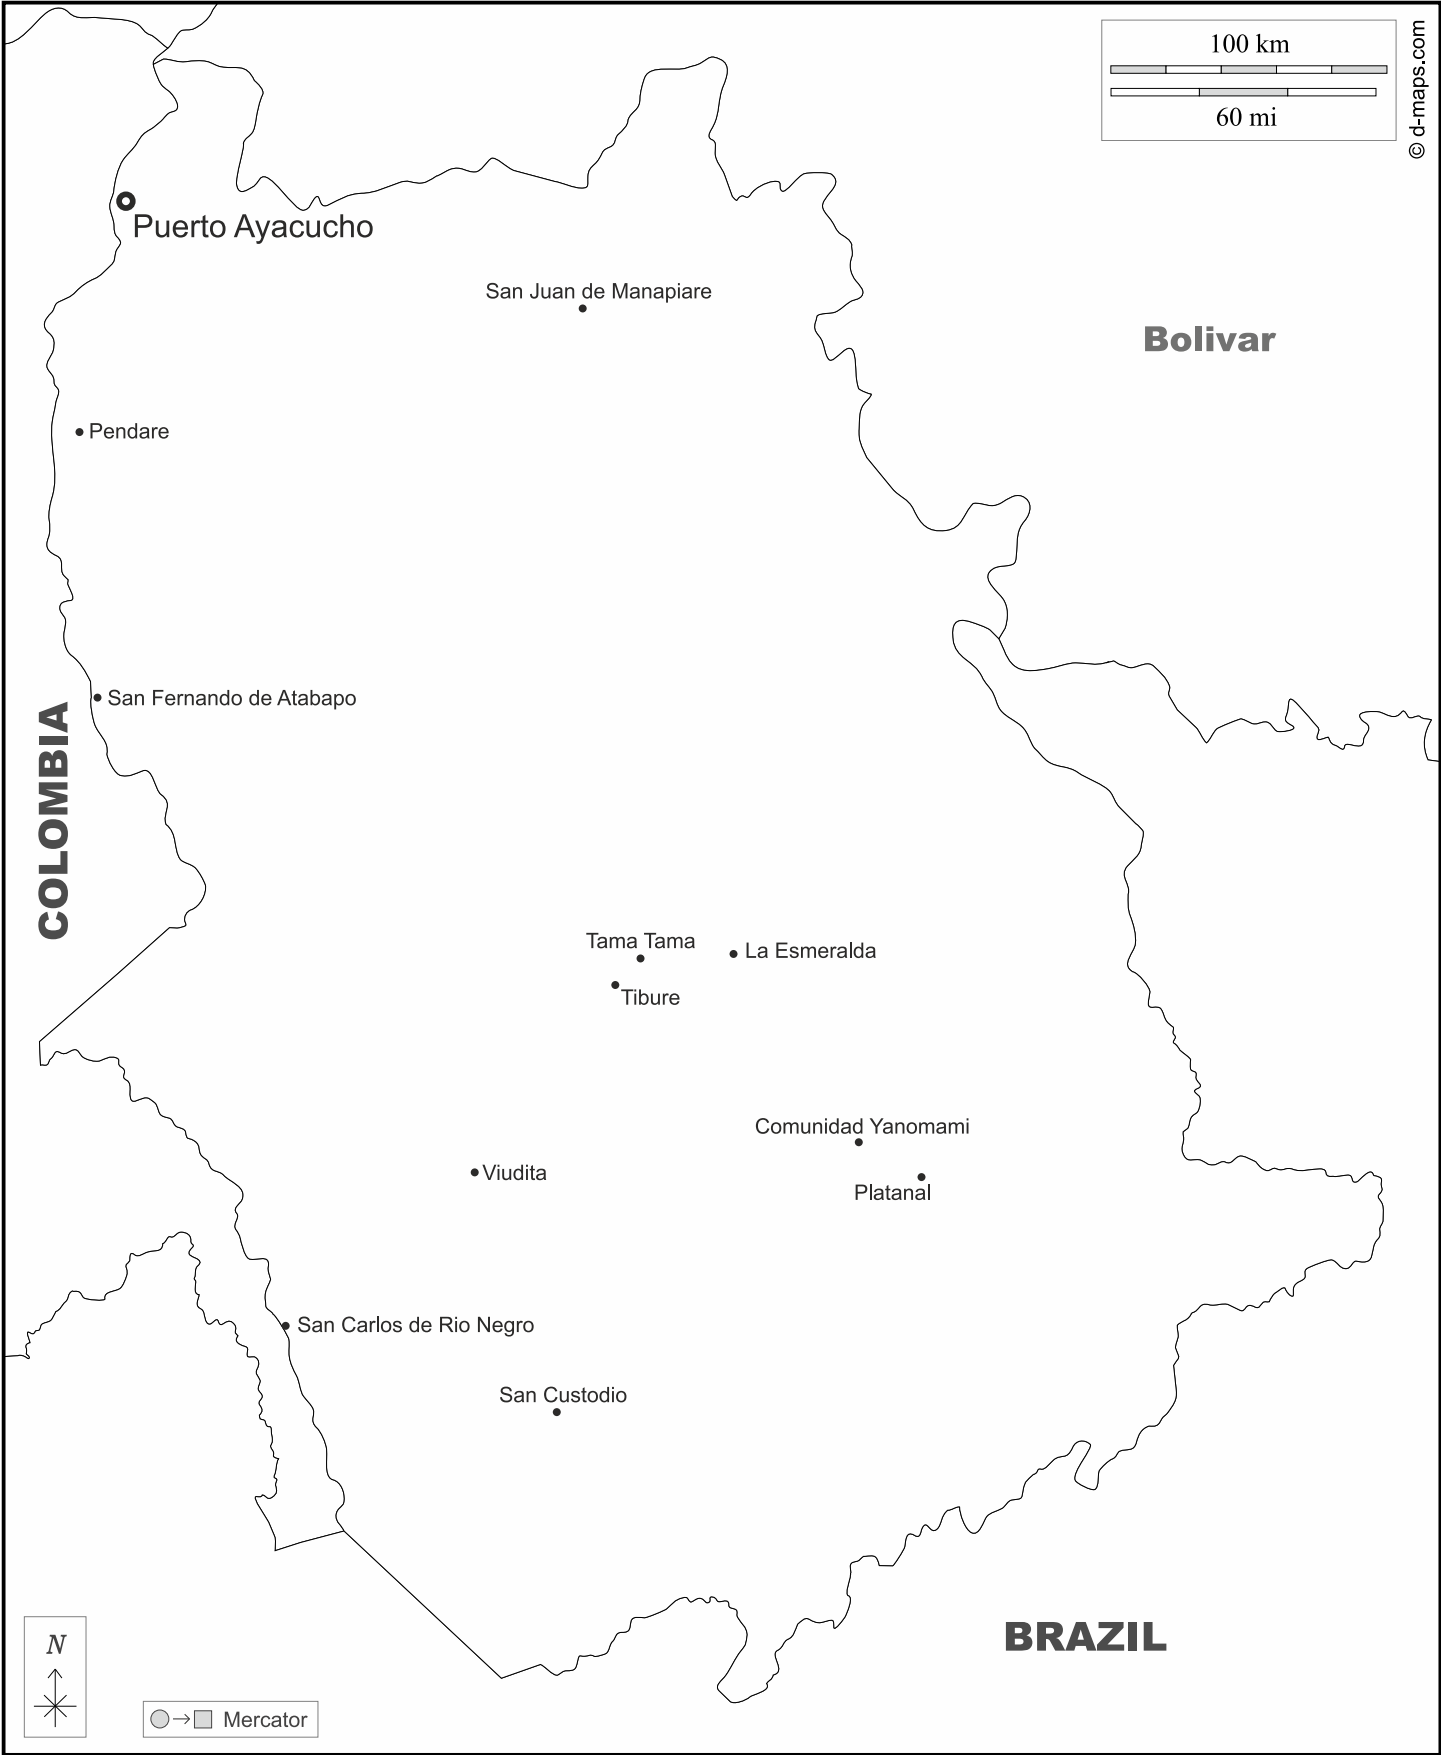 100 km
60 mi
© d-maps.com
Puerto Ayacucho
San Juan de Manapiare
Bolivar
Pendare
San Fernando de Atabapo
COLOMBIA
Tama Tama
La Esmeralda
Tibure
Comunidad Yanomami
Viudita
Platanal
San Carlos de Rio Negro
San Custodio
BRAZIL
N
Mercator